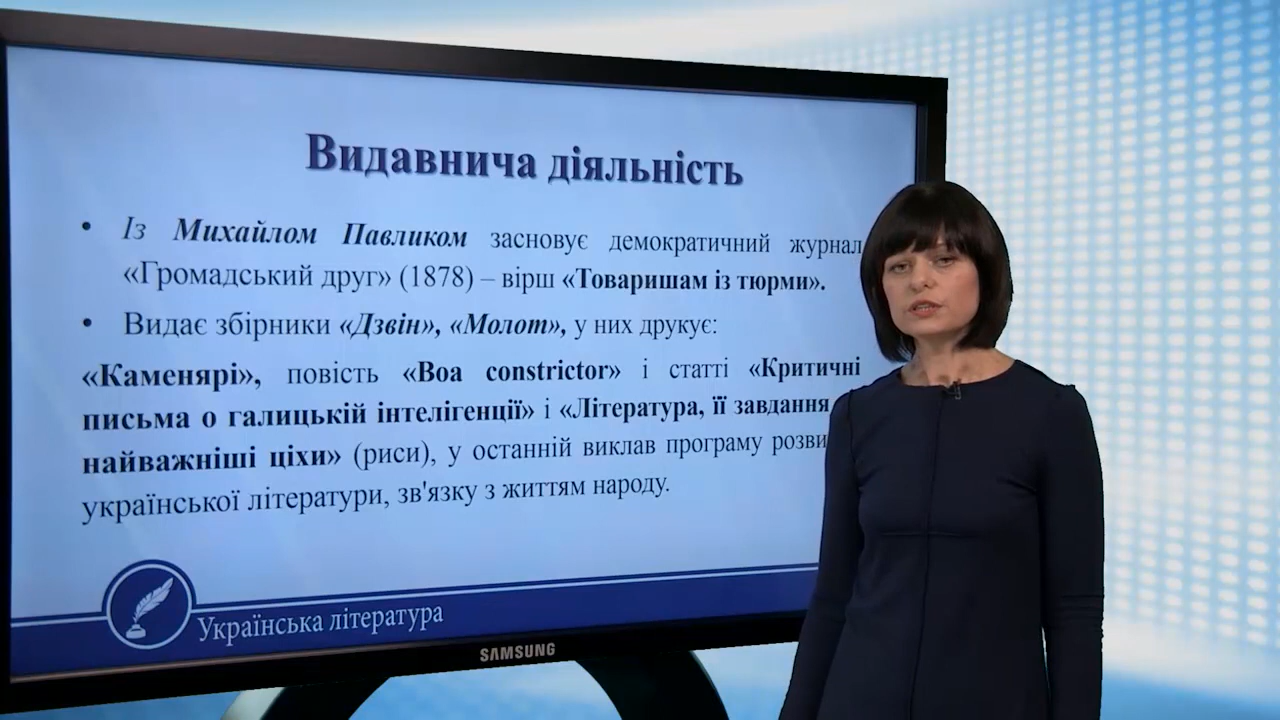 Видавнича діяльність
• Із Михайлом Павликом засновує демократичний журнал
«Громадський друг» (1878) – вірш «Товаришам із тюрми».
• Видає збірники «Дзвін», «Молот», у них друкує:
«Каменярі», повість «Boa constrictor» і статті «Критичні
письма о галицькій інтелігенції» і «Література, її завдання
найважніші ціхи» (риси), у останній виклав програму
української літератури, зв'язку з життям народу.
Українська література
SAMSUNG